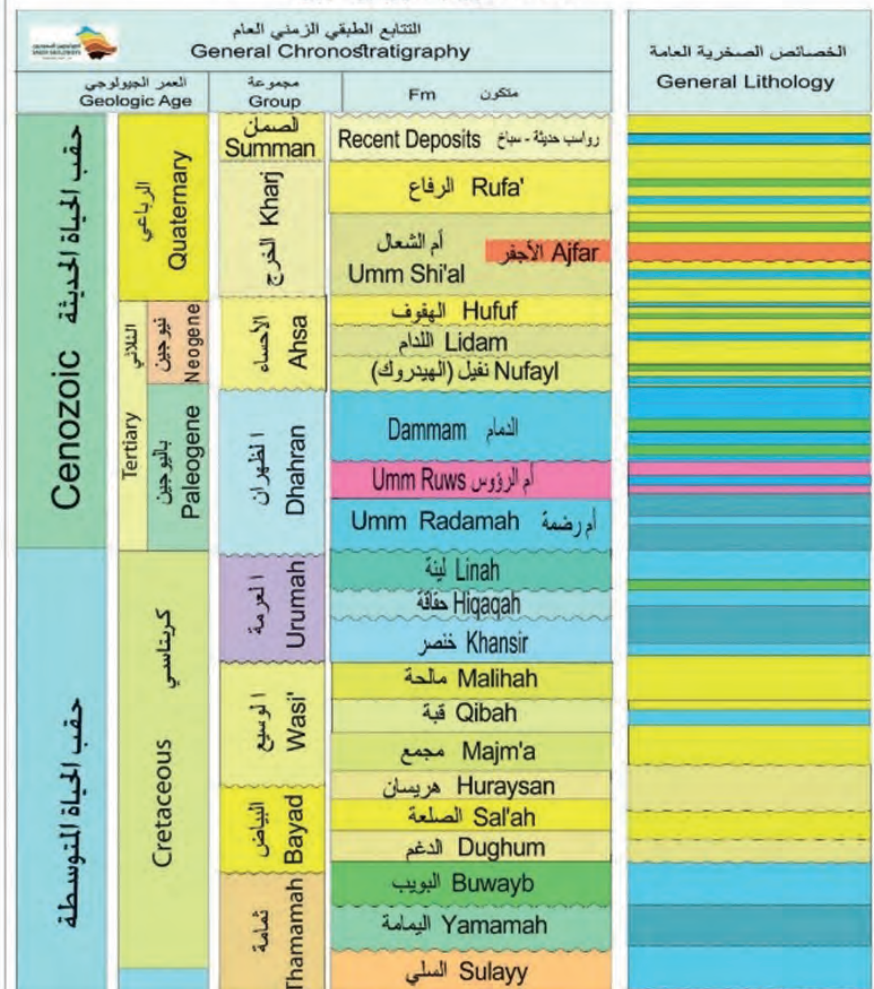 التتابع الطبقي الزمني العام
General Chronostratigraphy
الخصائص الصخرية العامة
General Lithology
العمر الجيولوجي
Geologic Age
مجموعة
Group
Fm متكون
حقب الحياة الحديثة Cenozoic
الرباعي
Quaternary
الصمان
Summan
Recent Deposits رواسب حديثة - سباخ
الخرج Kharj
الرفاع Rufa'
أم الشعال
Umm Shi'al
الأجفر Ajfar
الثلاثي
Tertiary
نيوجين
Neogene
الأحساء
Ahsa
الهفوف Hufuf
اللدام Lidam
نفيل (الهيدروك) Nufayl
باليوجين
Paleogene
الظهران
Dhahran
Dammam الدمام
Umm Ruws أم الرؤوس
Umm Radamah أم رضمة
حقب الحياة المتوسطة
كريتاسي
Cretaceous
العرمة
Urumah
لينة Linah
حقاقة Hiqaqah
خنصر Khansir
الوسيع
Wasi'
مالحة Malihah
قبة Qibah
مجمع Majm'a
هريسان Huraysan
البياض
Bayad
الصلعة Sal'ah
الدغم Dughum
ثمامة
Thamamah
البويب Buwayb
اليمامة Yamamah
السلي Sulayy